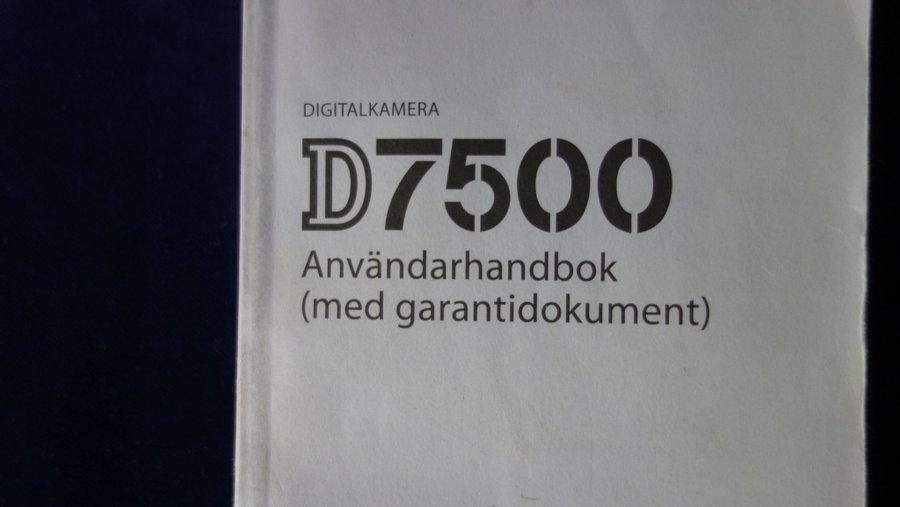 DIGITALKAMERA
D7500
Användarhandbok
(med garantidokument)